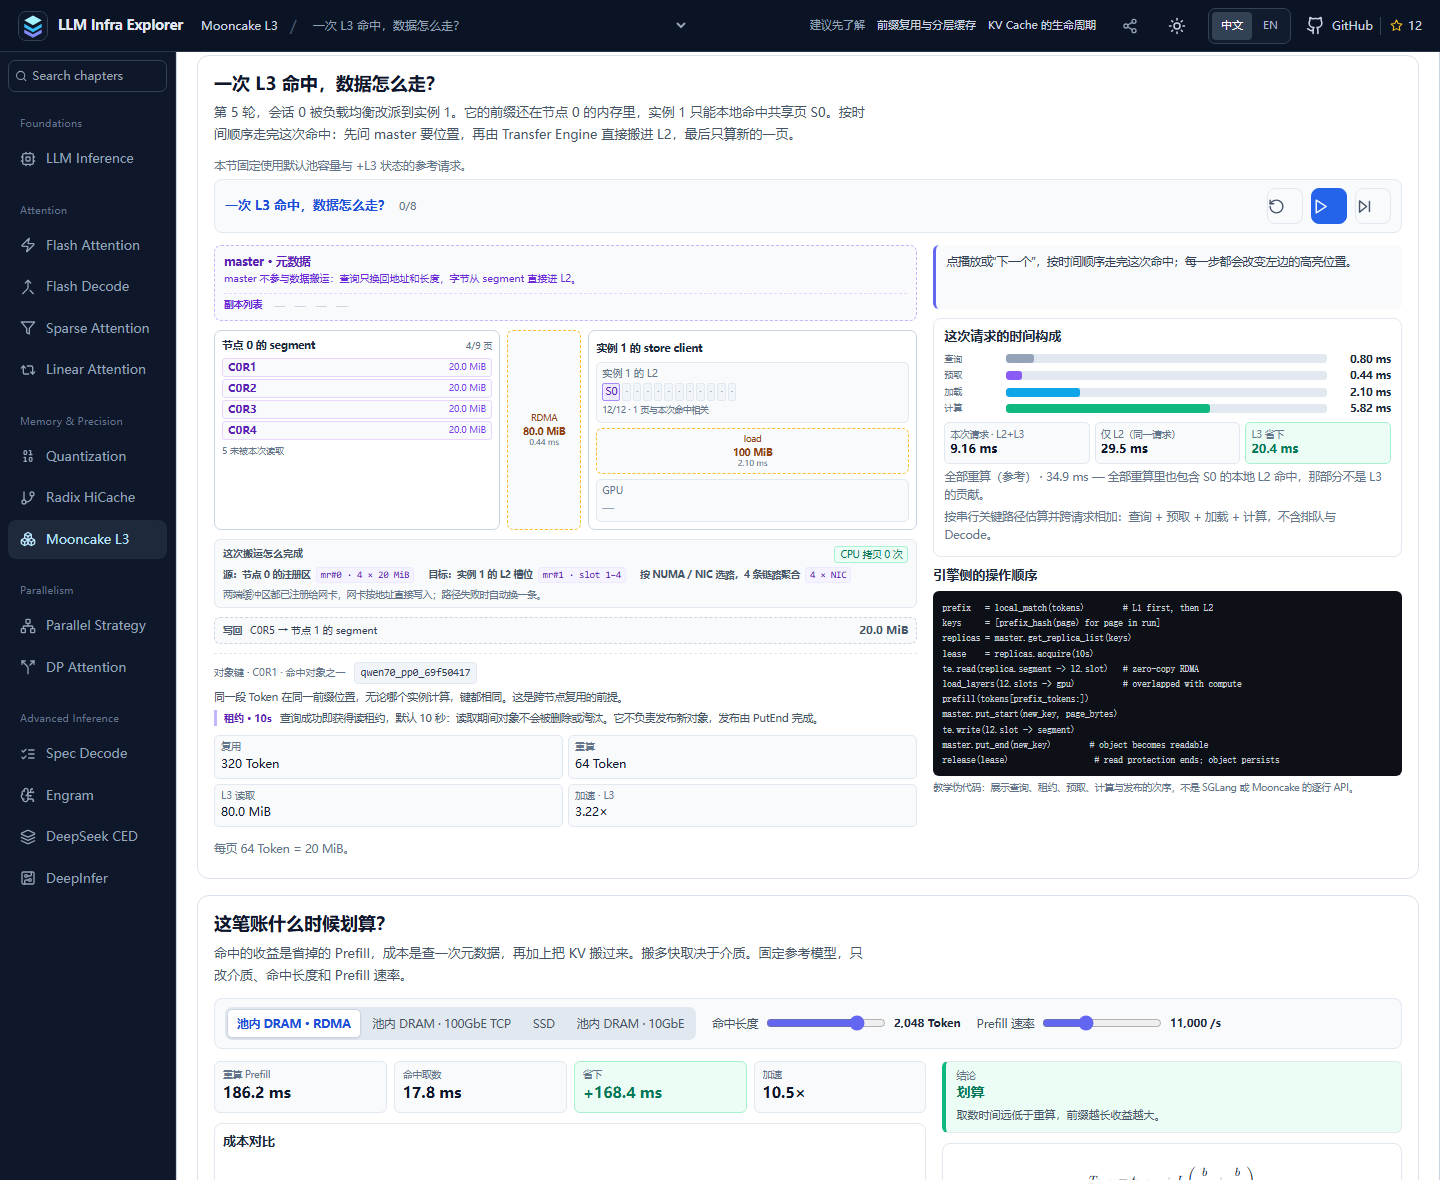 LLM Infra Explorer
Mooncake L3 / 一次 L3 命中，数据怎么走？
建议先了解 前缀复用与分层缓存 KV Cache 的生命周期
中文 EN
GitHub 12
Search chapters
Foundations
LLM Inference
Attention
Flash Attention
Flash Decode
Sparse Attention
Linear Attention
Memory & Precision
Quantization
Radix HiCache
Mooncake L3
Parallelism
Parallel Strategy
DP Attention
Advanced Inference
Spec Decode
Engram
DeepSeek CED
DeepInfer
一次 L3 命中，数据怎么走？
第 5 轮，会话 0 被负载均衡改派到实例 1。它的前缀还在节点 0 的内存里，实例 1 只能本地命中共享页 S0。按时
间顺序走完这次命中：先问 master 要位置，再由 Transfer Engine 直接搬进 L2，最后只算新的一页。
本节固定使用默认池容量与 +L3 状态的参考请求。
一次 L3 命中，数据怎么走？ 0/8
master • 元数据
master 不参与数据搬运：查询只换回地址和长度，字节从 segment 直接进 L2。
副本列表 — — — —
节点 0 的 segment 4/9 页
C0R1 20.0 MiB
C0R2 20.0 MiB
C0R3 20.0 MiB
C0R4 20.0 MiB
5 未被本次读取
RDMA
80.0 MiB
0.44 ms
实例 1 的 store client
实例 1 的 L2
S0 · · · · · · · · · · ·
12/12 · 1 页与本次命中相关
load
100 MiB
2.10 ms
GPU
—
这次搬运怎么完成 CPU 拷贝 0 次
源：节点 0 的注册区 mr#0 · 4 × 20 MiB 目标：实例 1 的 L2 槽位 mr#1 · slot 1–4 按 NUMA / NIC 选路，4 条链路聚合 4 × NIC
两端缓冲区都已注册给网卡，网卡按地址直接写入；路径失败时自动换一条。
写回 C0R5 → 节点 1 的 segment 20.0 MiB
对象键 · C0R1 · 命中对象之一 qwen70_pp0_69f50417
同一段 Token 在同一前缀位置，无论哪个实例计算，键都相同。这是跨节点复用的前提。
租约 • 10s 查询成功即获得读租约，默认 10 秒：读取期间对象不会被删除或淘汰。它不负责发布新对象，发布由 PutEnd 完成。
复用
320 Token
重算
64 Token
L3 读取
80.0 MiB
加速 · L3
3.22×
每页 64 Token = 20 MiB。
点播放或“下一个”，按时间顺序走完这次命中；每一步都会改变左边的高亮位置。
这次请求的时间构成
查询 0.80 ms
预取 0.44 ms
加载 2.10 ms
计算 5.82 ms
本次请求 · L2+L3
9.16 ms
仅 L2（同一请求）
29.5 ms
L3 省下
20.4 ms
全部重算（参考） · 34.9 ms — 全部重算里也包含 S0 的本地 L2 命中，那部分不是 L3
的贡献。
按串行关键路径估算并跨请求相加：查询 + 预取 + 加载 + 计算，不含排队与
Decode。
引擎侧的操作顺序
prefix = local_match(tokens) # L1 first, then L2
keys = [prefix_hash(page) for page in run]
replicas = master.get_replica_list(keys)
lease = replicas.acquire(10s)
te.read(replica.segment -> l2.slot) # zero-copy RDMA
load_layers(l2.slots -> gpu) # overlapped with compute
prefill(tokens[prefix_tokens:])
master.put_start(new_key, page_bytes)
te.write(l2.slot -> segment)
master.put_end(new_key) # object becomes readable
release(lease) # read protection ends; object persists
教学伪代码：展示查询、租约、预取、计算与发布的次序，不是 SGLang 或 Mooncake 的逐行 API。
这笔账什么时候划算？
命中的收益是省掉的 Prefill，成本是查一次元数据，再加上把 KV 搬过来。搬多快取决于介质。固定参考模型，只
改介质、命中长度和 Prefill 速率。
池内 DRAM • RDMA 池内 DRAM · 100GbE TCP SSD 池内 DRAM · 10GbE 命中长度 2,048 Token Prefill 速率 11,000 /s
重算 Prefill
186.2 ms
命中取数
17.8 ms
省下
+168.4 ms
加速
10.5×
结论
划算
取数时间远低于重算，前缀越长收益越大。
成本对比